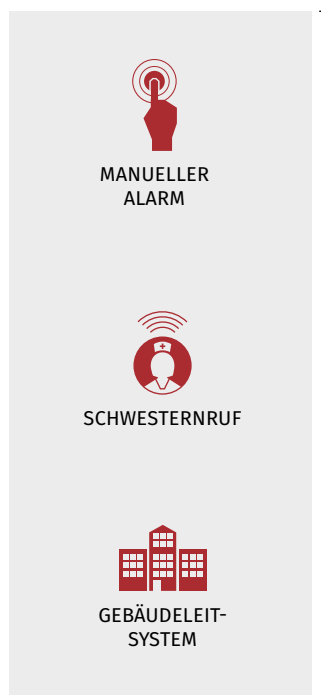 MANUELLER
ALARM
SCHWESTERNRUF
GEBÄUDELEIT-
SYSTEM